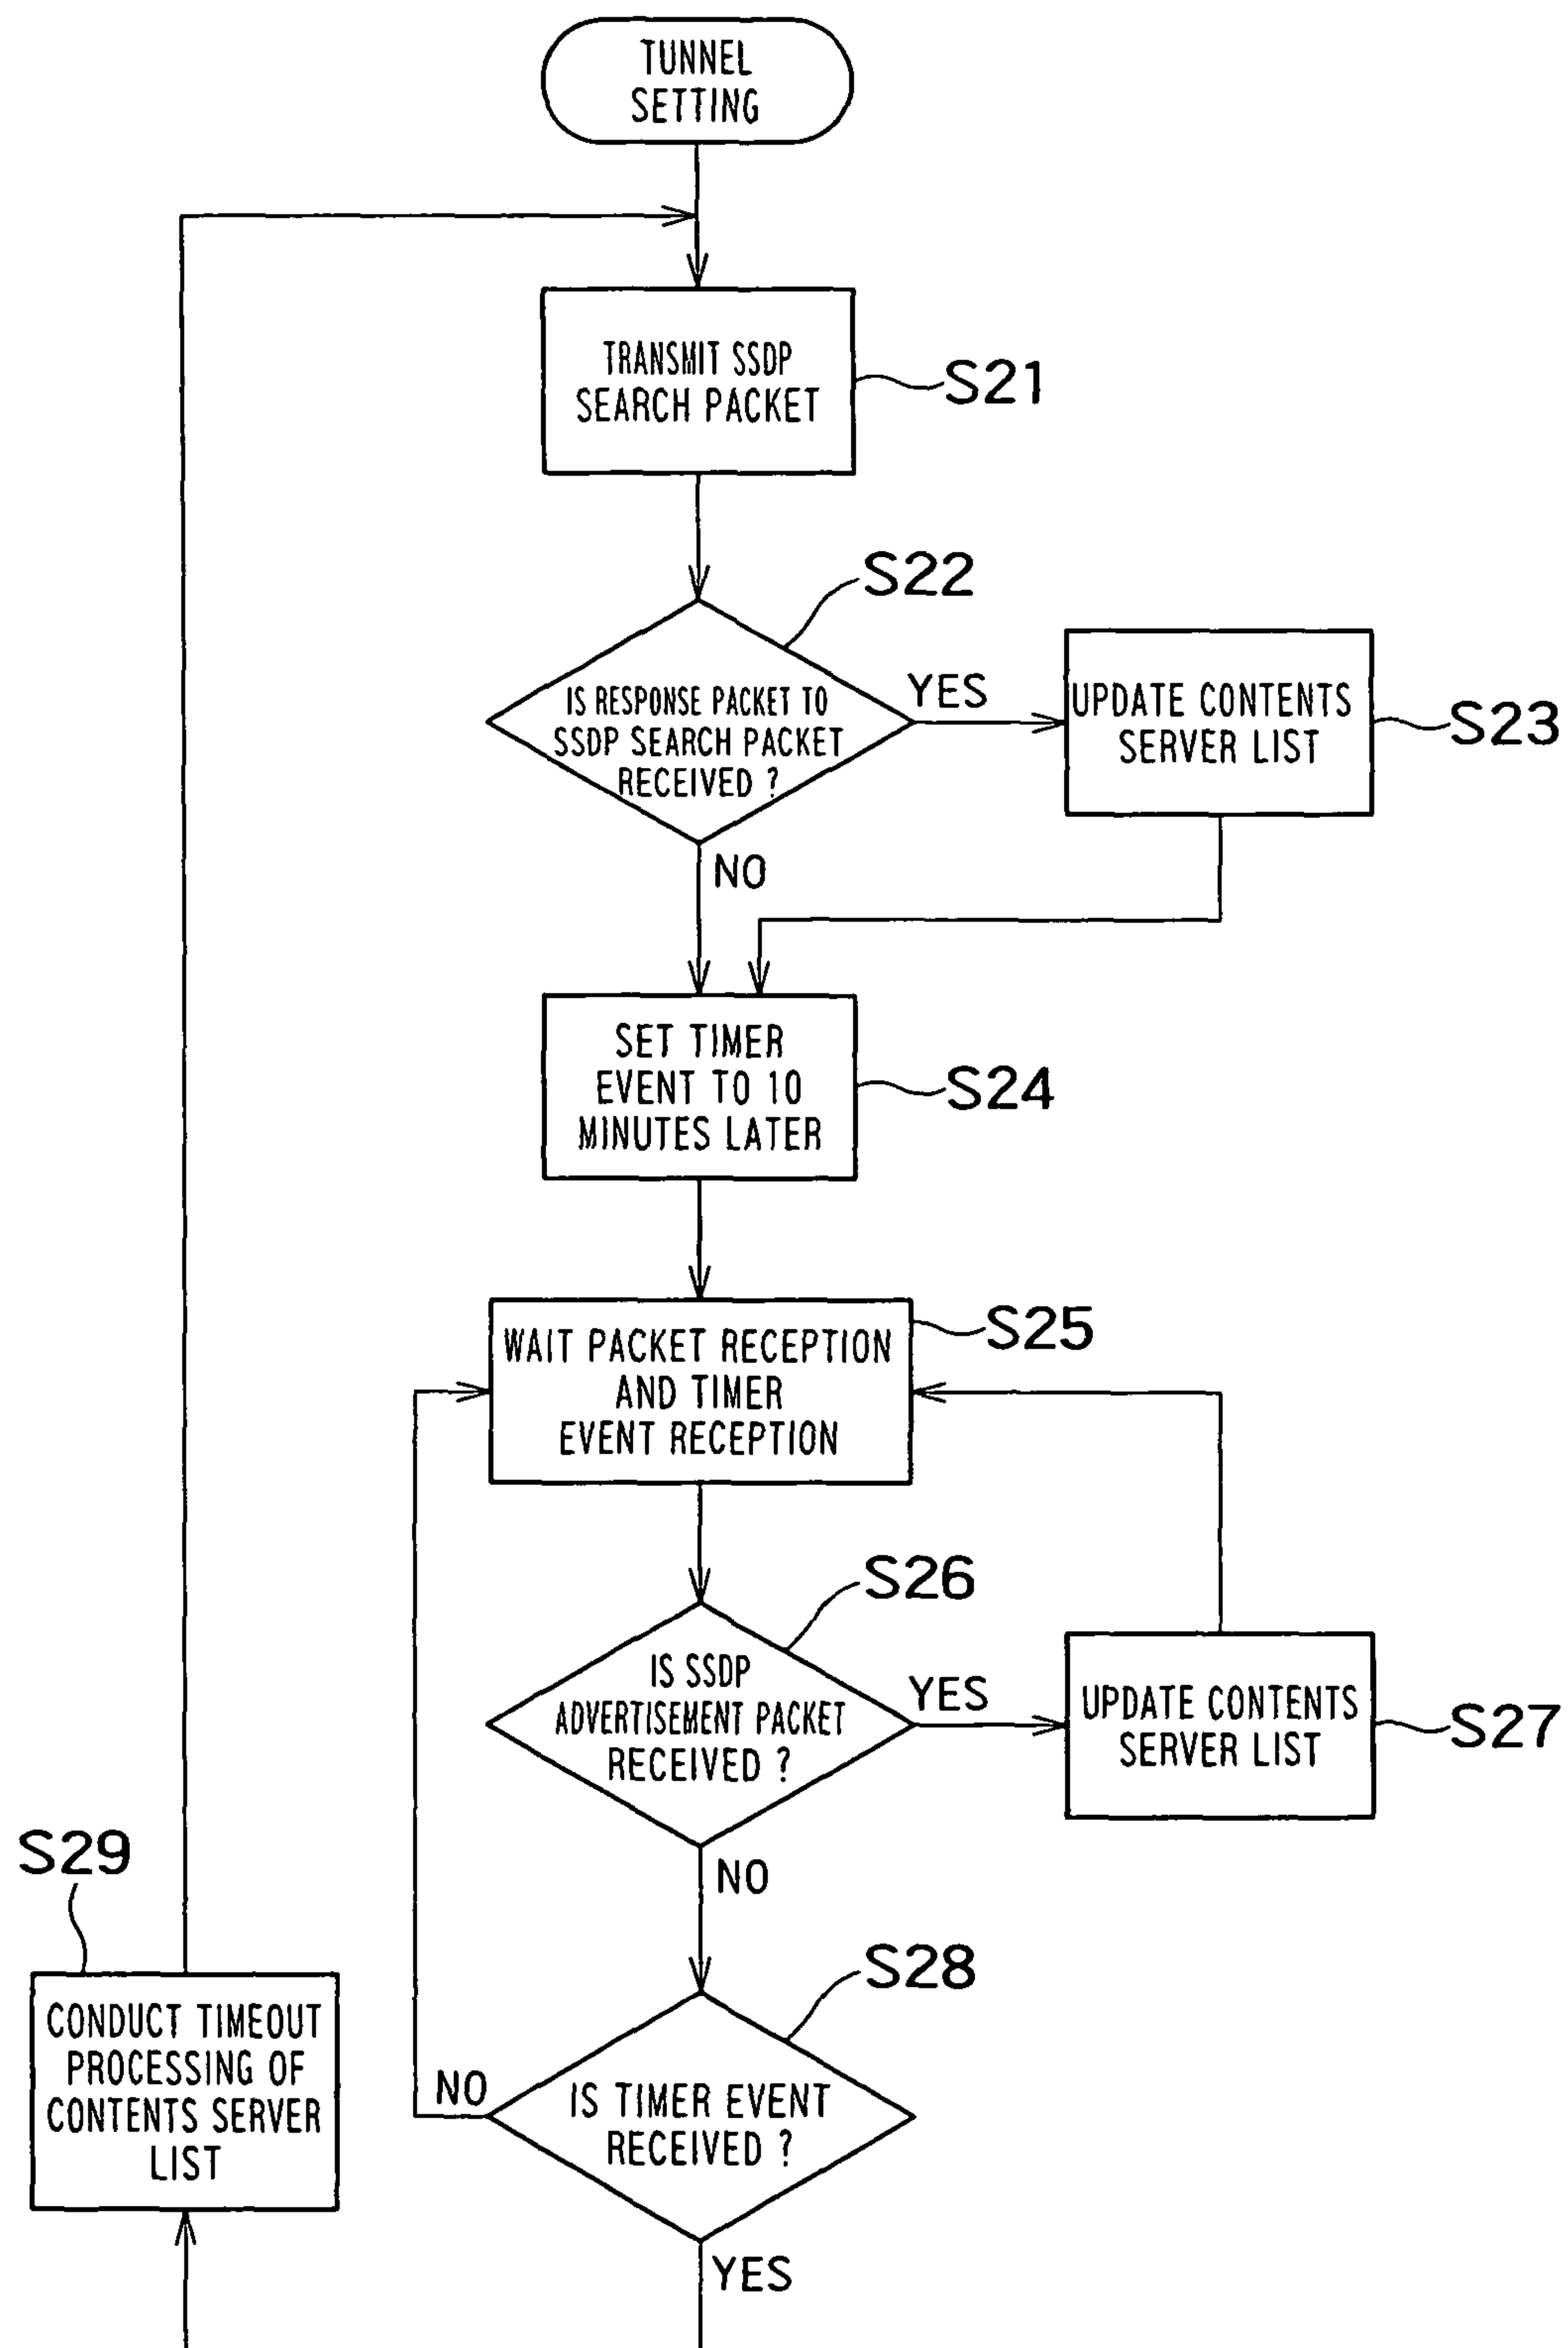 TUNNEL
SETTING
TRANSMIT SSDP
SEARCH PACKET
S21
S22
IS RESPONSE PACKET TO
SSDP SEARCH PACKET
RECEIVED ?
YES
UPDATE CONTENTS
SERVER LIST
S23
NO
SET TIMER
EVENT TO 10
MINUTES LATER
S24
WAIT PACKET RECEPTION
AND TIMER
EVENT RECEPTION
S25
S26
IS SSDP
ADVERTISEMENT PACKET
RECEIVED ?
YES
UPDATE CONTENTS
SERVER LIST
S27
NO
S28
IS TIMER EVENT
RECEIVED ?
NO
YES
S29
CONDUCT TIMEOUT
PROCESSING OF
CONTENTS SERVER
LIST